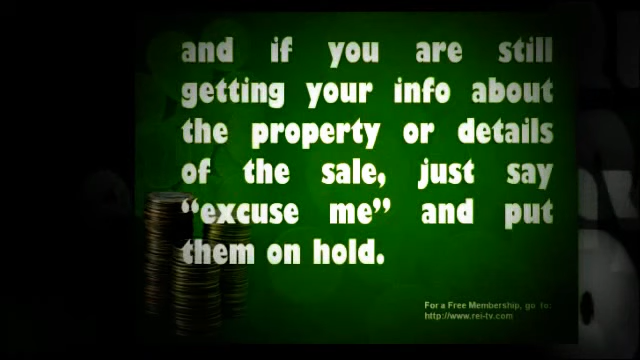 and if you are still
getting your info about
the property or details
of the sale, just say
“excuse me” and put
them on hold.
For a Free Membership, go to:
http://www.rei-tv.com